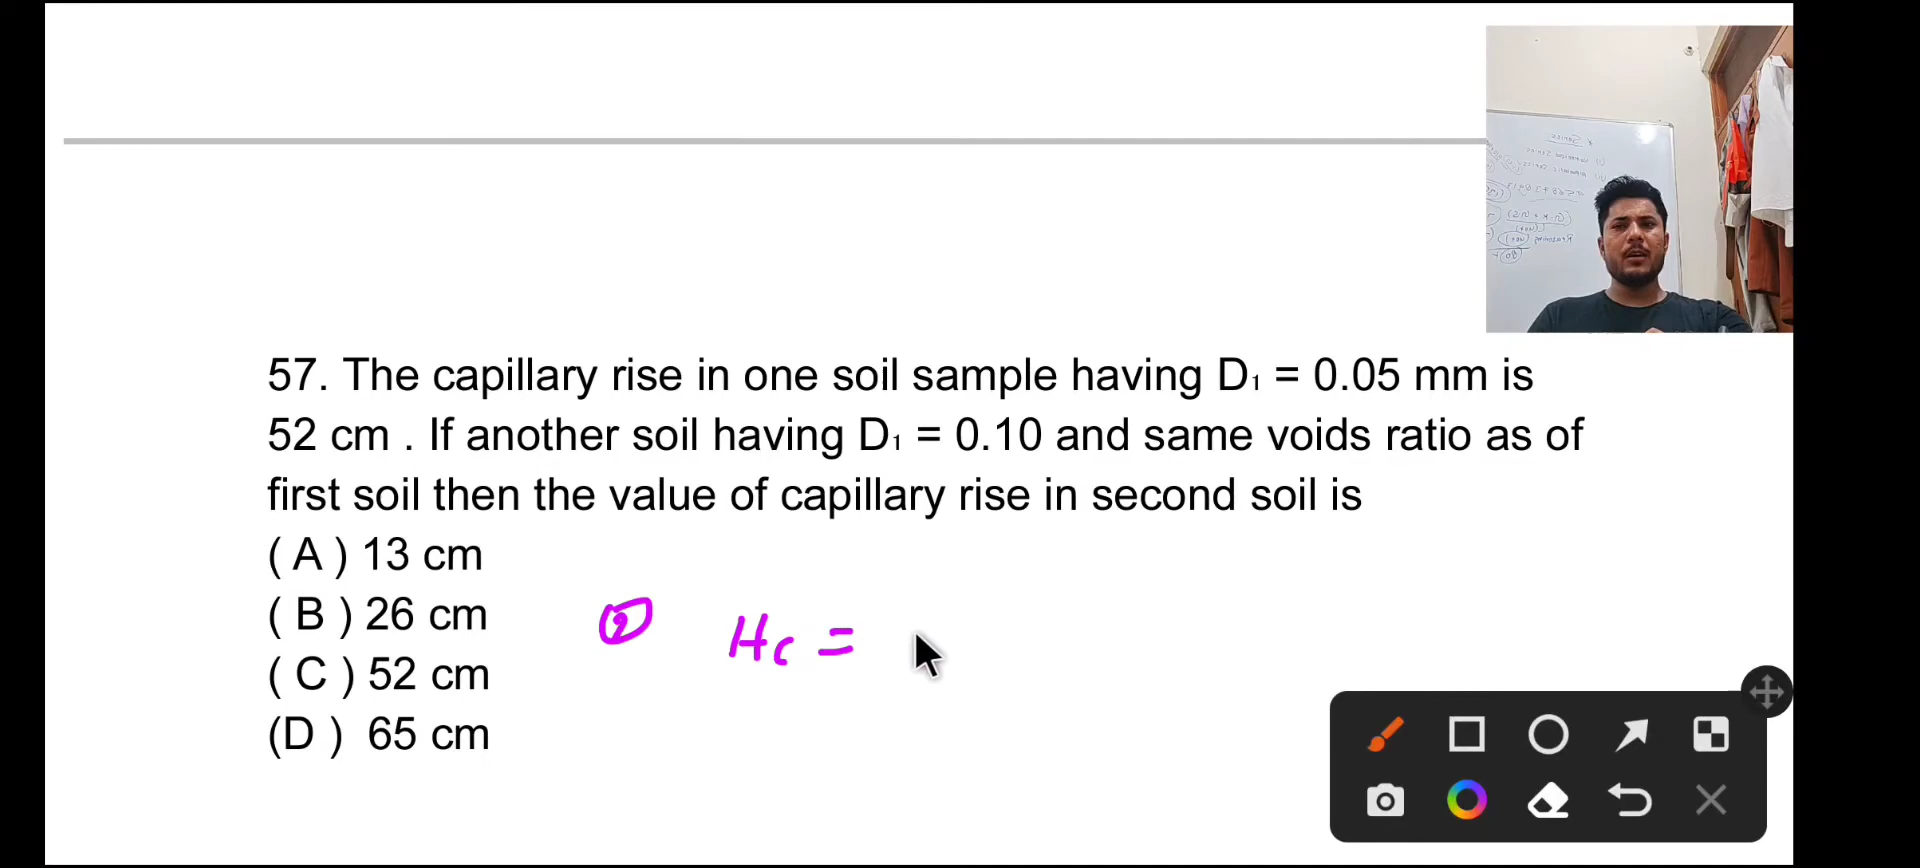 57. The capillary rise in one soil sample having D₁ = 0.05 mm is
52 cm . If another soil having D₁ = 0.10 and same voids ratio as of
first soil then the value of capillary rise in second soil is
( A ) 13 cm
( B ) 26 cm
( C ) 52 cm
(D ) 65 cm
② Hc =